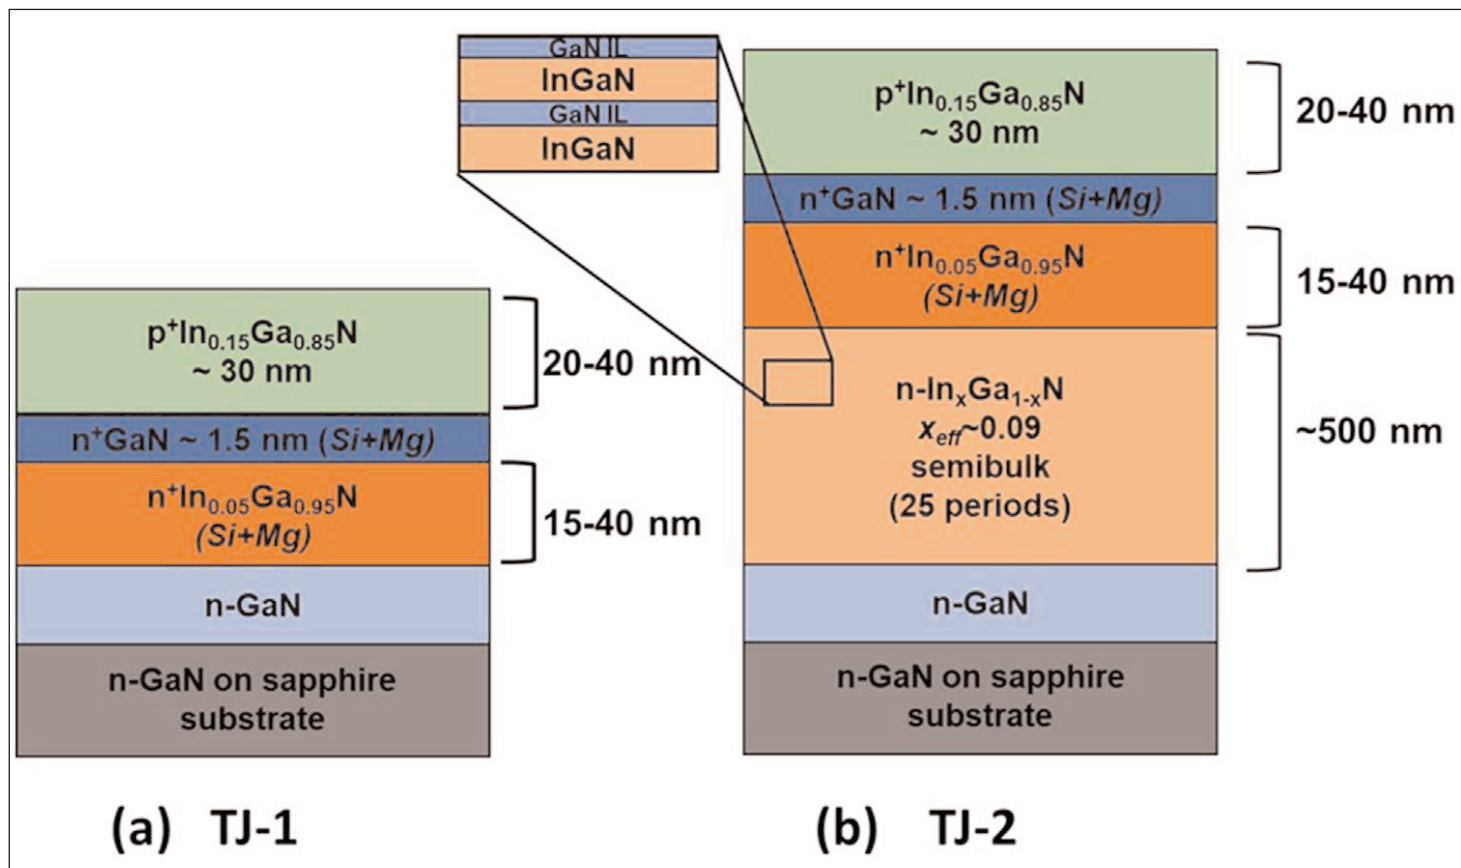 GaN IL
InGaN
GaN IL
InGaN
p⁺In₀.₁₅Ga₀.₈₅N
~ 30 nm
20-40 nm
n⁺GaN ~ 1.5 nm (Si+Mg)
n⁺In₀.₀₅Ga₀.₉₅N
(Si+Mg)
15-40 nm
n⁺GaN ~ 1.5 nm (Si+Mg)
n⁺In₀.₀₅Ga₀.₉₅N
(Si+Mg)
15-40 nm
p⁺In₀.₁₅Ga₀.₈₅N
~ 30 nm
20-40 nm
n-InₓGa₁₋ₓN
x_eff~0.09
semibulk
(25 periods)
~500 nm
n-GaN
n-GaN
n-GaN on sapphire
substrate
n-GaN on sapphire
substrate
(a) TJ-1
(b) TJ-2